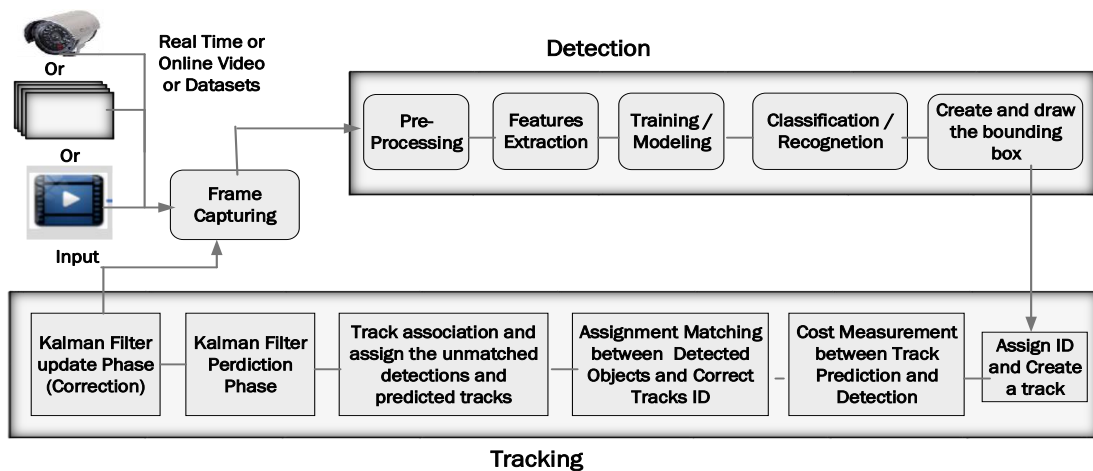 Real Time or
Online Video
or Datasets
Or
Or
Input
Frame
Capturing
Detection
Pre-
Processing
Features
Extraction
Training /
Modeling
Classification /
Recognetion
Create and draw
the bounding
box
Kalman Filter
update Phase
(Correction)
Kalman Filter
Perdiction
Phase
Track association and
assign the unmatched
detections and
predicted tracks
Assignment Matching
between Detected
Objects and Correct
Tracks ID
Cost Measurement
between Track
Prediction and
Detection
Assign ID
and Create
a track
Tracking